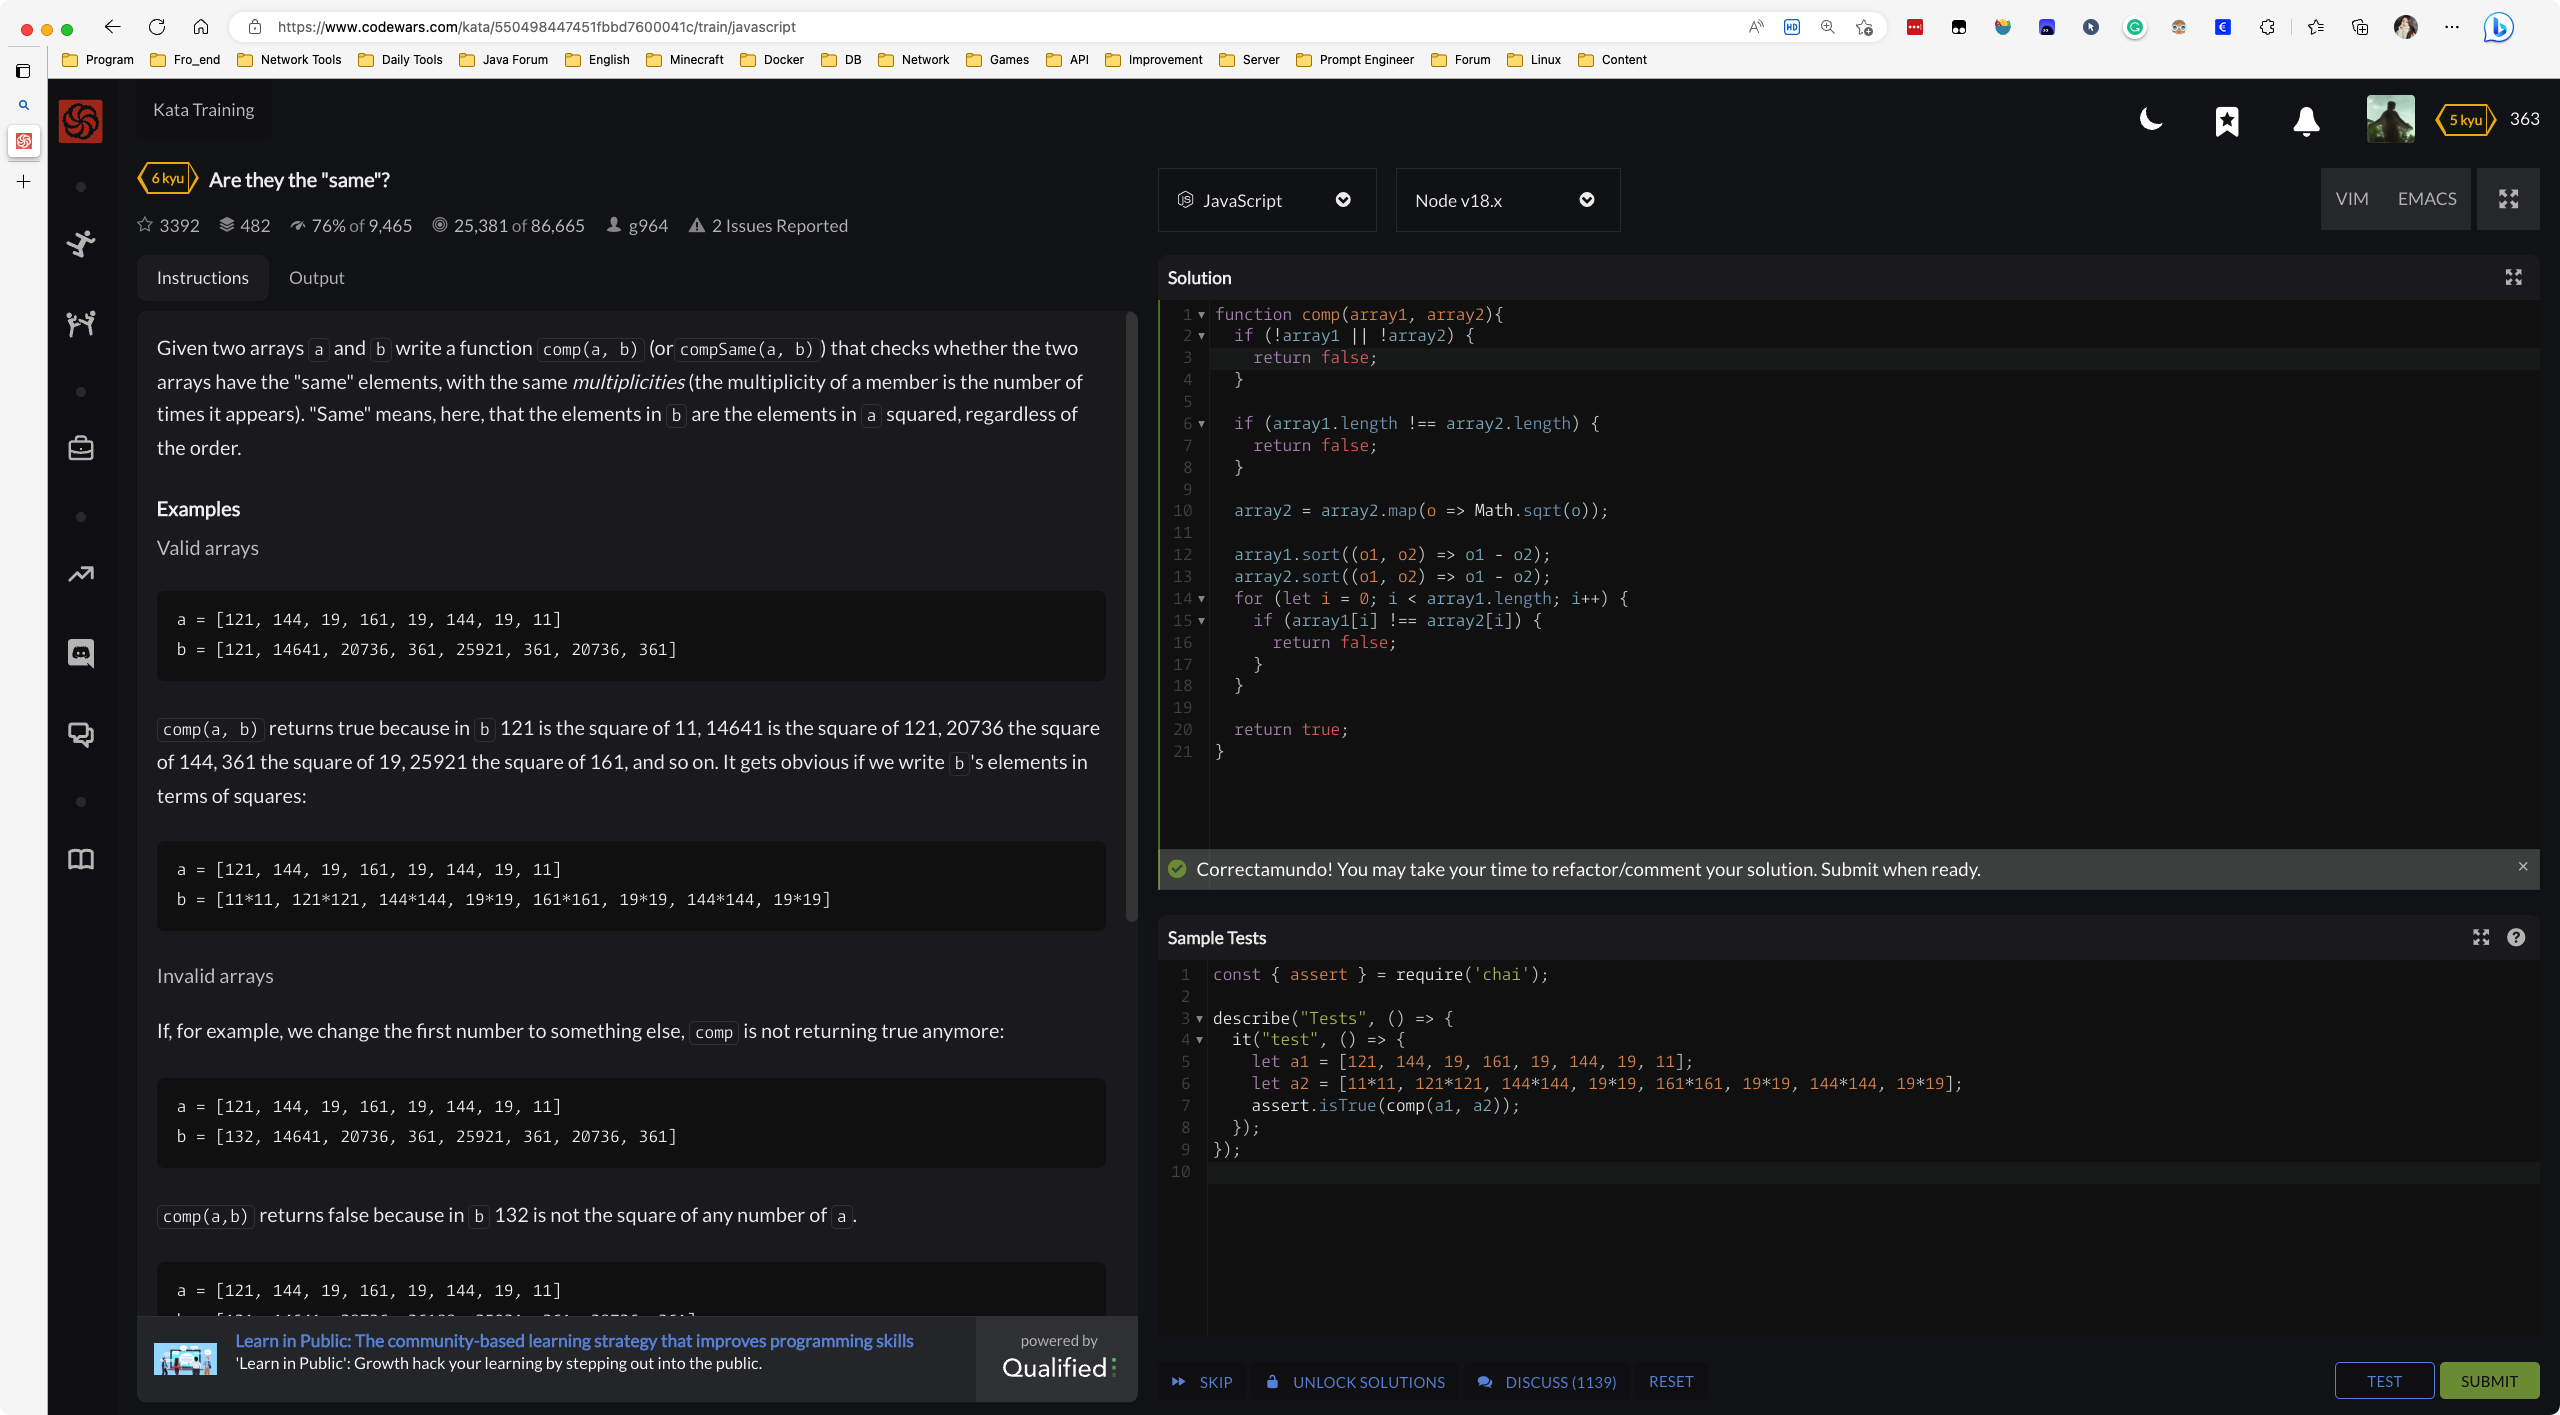 https://www.codewars.com/kata/550498447451fbbd7600041c/train/javascript
Program Fro_end Network Tools Daily Tools Java Forum English Minecraft Docker DB Network Games API Improvement Server Prompt Engineer Forum Linux Content
Kata Training
5 kyu 363
6 kyu Are they the "same"?
3392 482 76% of 9,465 25,381 of 86,665 g964 2 Issues Reported
Instructions Output
Given two arrays a and b write a function comp(a, b) (or compSame(a, b) ) that checks whether the two
arrays have the "same" elements, with the same multiplicities (the multiplicity of a member is the number of
times it appears). "Same" means, here, that the elements in b are the elements in a squared, regardless of
the order.
Examples
Valid arrays
a = [121, 144, 19, 161, 19, 144, 19, 11]
b = [121, 14641, 20736, 361, 25921, 361, 20736, 361]
comp(a, b) returns true because in b 121 is the square of 11, 14641 is the square of 121, 20736 the square
of 144, 361 the square of 19, 25921 the square of 161, and so on. It gets obvious if we write b 's elements in
terms of squares:
a = [121, 144, 19, 161, 19, 144, 19, 11]
b = [11*11, 121*121, 144*144, 19*19, 161*161, 19*19, 144*144, 19*19]
Invalid arrays
If, for example, we change the first number to something else, comp is not returning true anymore:
a = [121, 144, 19, 161, 19, 144, 19, 11]
b = [132, 14641, 20736, 361, 25921, 361, 20736, 361]
comp(a,b) returns false because in b 132 is not the square of any number of a .
a = [121, 144, 19, 161, 19, 144, 19, 11]
Learn in Public: The community-based learning strategy that improves programming skills
'Learn in Public': Growth hack your learning by stepping out into the public.
powered by
Qualified
JavaScript Node v18.x VIM EMACS
Solution
1 function comp(array1, array2){
2 if (!array1 || !array2) {
3 return false;
4 }
5
6 if (array1.length !== array2.length) {
7 return false;
8 }
9
10 array2 = array2.map(o => Math.sqrt(o));
11
12 array1.sort((o1, o2) => o1 - o2);
13 array2.sort((o1, o2) => o1 - o2);
14 for (let i = 0; i < array1.length; i++) {
15 if (array1[i] !== array2[i]) {
16 return false;
17 }
18 }
19
20 return true;
21 }
Correctamundo! You may take your time to refactor/comment your solution. Submit when ready.
Sample Tests
1 const { assert } = require('chai');
2
3 describe("Tests", () => {
4 it("test", () => {
5 let a1 = [121, 144, 19, 161, 19, 144, 19, 11];
6 let a2 = [11*11, 121*121, 144*144, 19*19, 161*161, 19*19, 144*144, 19*19];
7 assert.isTrue(comp(a1, a2));
8 });
9 });
10
SKIP UNLOCK SOLUTIONS DISCUSS (1139) RESET TEST SUBMIT